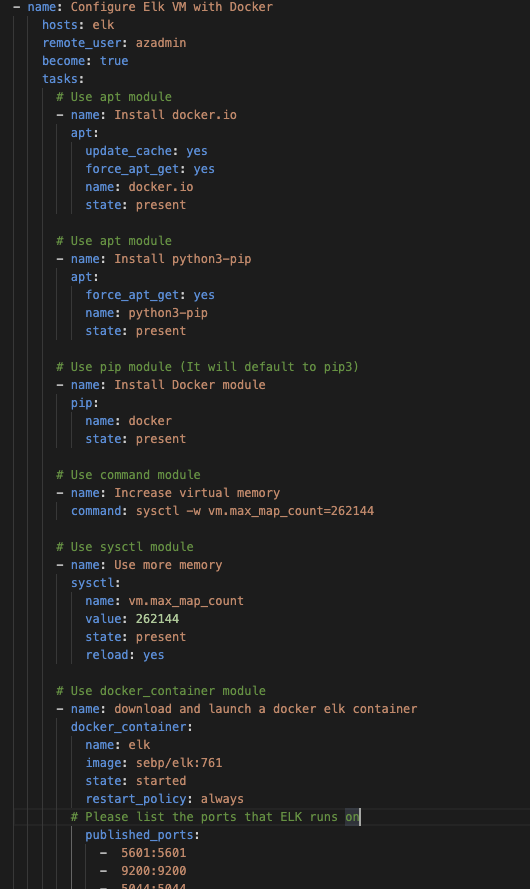 - name: Configure Elk VM with Docker
    hosts: elk
    remote_user: azadmin
    become: true
    tasks:
      # Use apt module
      - name: Install docker.io
        apt:
          update_cache: yes
          force_apt_get: yes
          name: docker.io
          state: present

      # Use apt module
      - name: Install python3-pip
        apt:
          force_apt_get: yes
          name: python3-pip
          state: present

      # Use pip module (It will default to pip3)
      - name: Install Docker module
        pip:
          name: docker
          state: present

      # Use command module
      - name: Increase virtual memory
        command: sysctl -w vm.max_map_count=262144

      # Use sysctl module
      - name: Use more memory
        sysctl:
          name: vm.max_map_count
          value: 262144
          state: present
          reload: yes

      # Use docker_container module
      - name: download and launch a docker elk container
        docker_container:
          name: elk
          image: sebp/elk:761
          state: started
          restart_policy: always
        # Please list the ports that ELK runs on
          published_ports:
            -  5601:5601
            -  9200:9200
            -  5044:5044